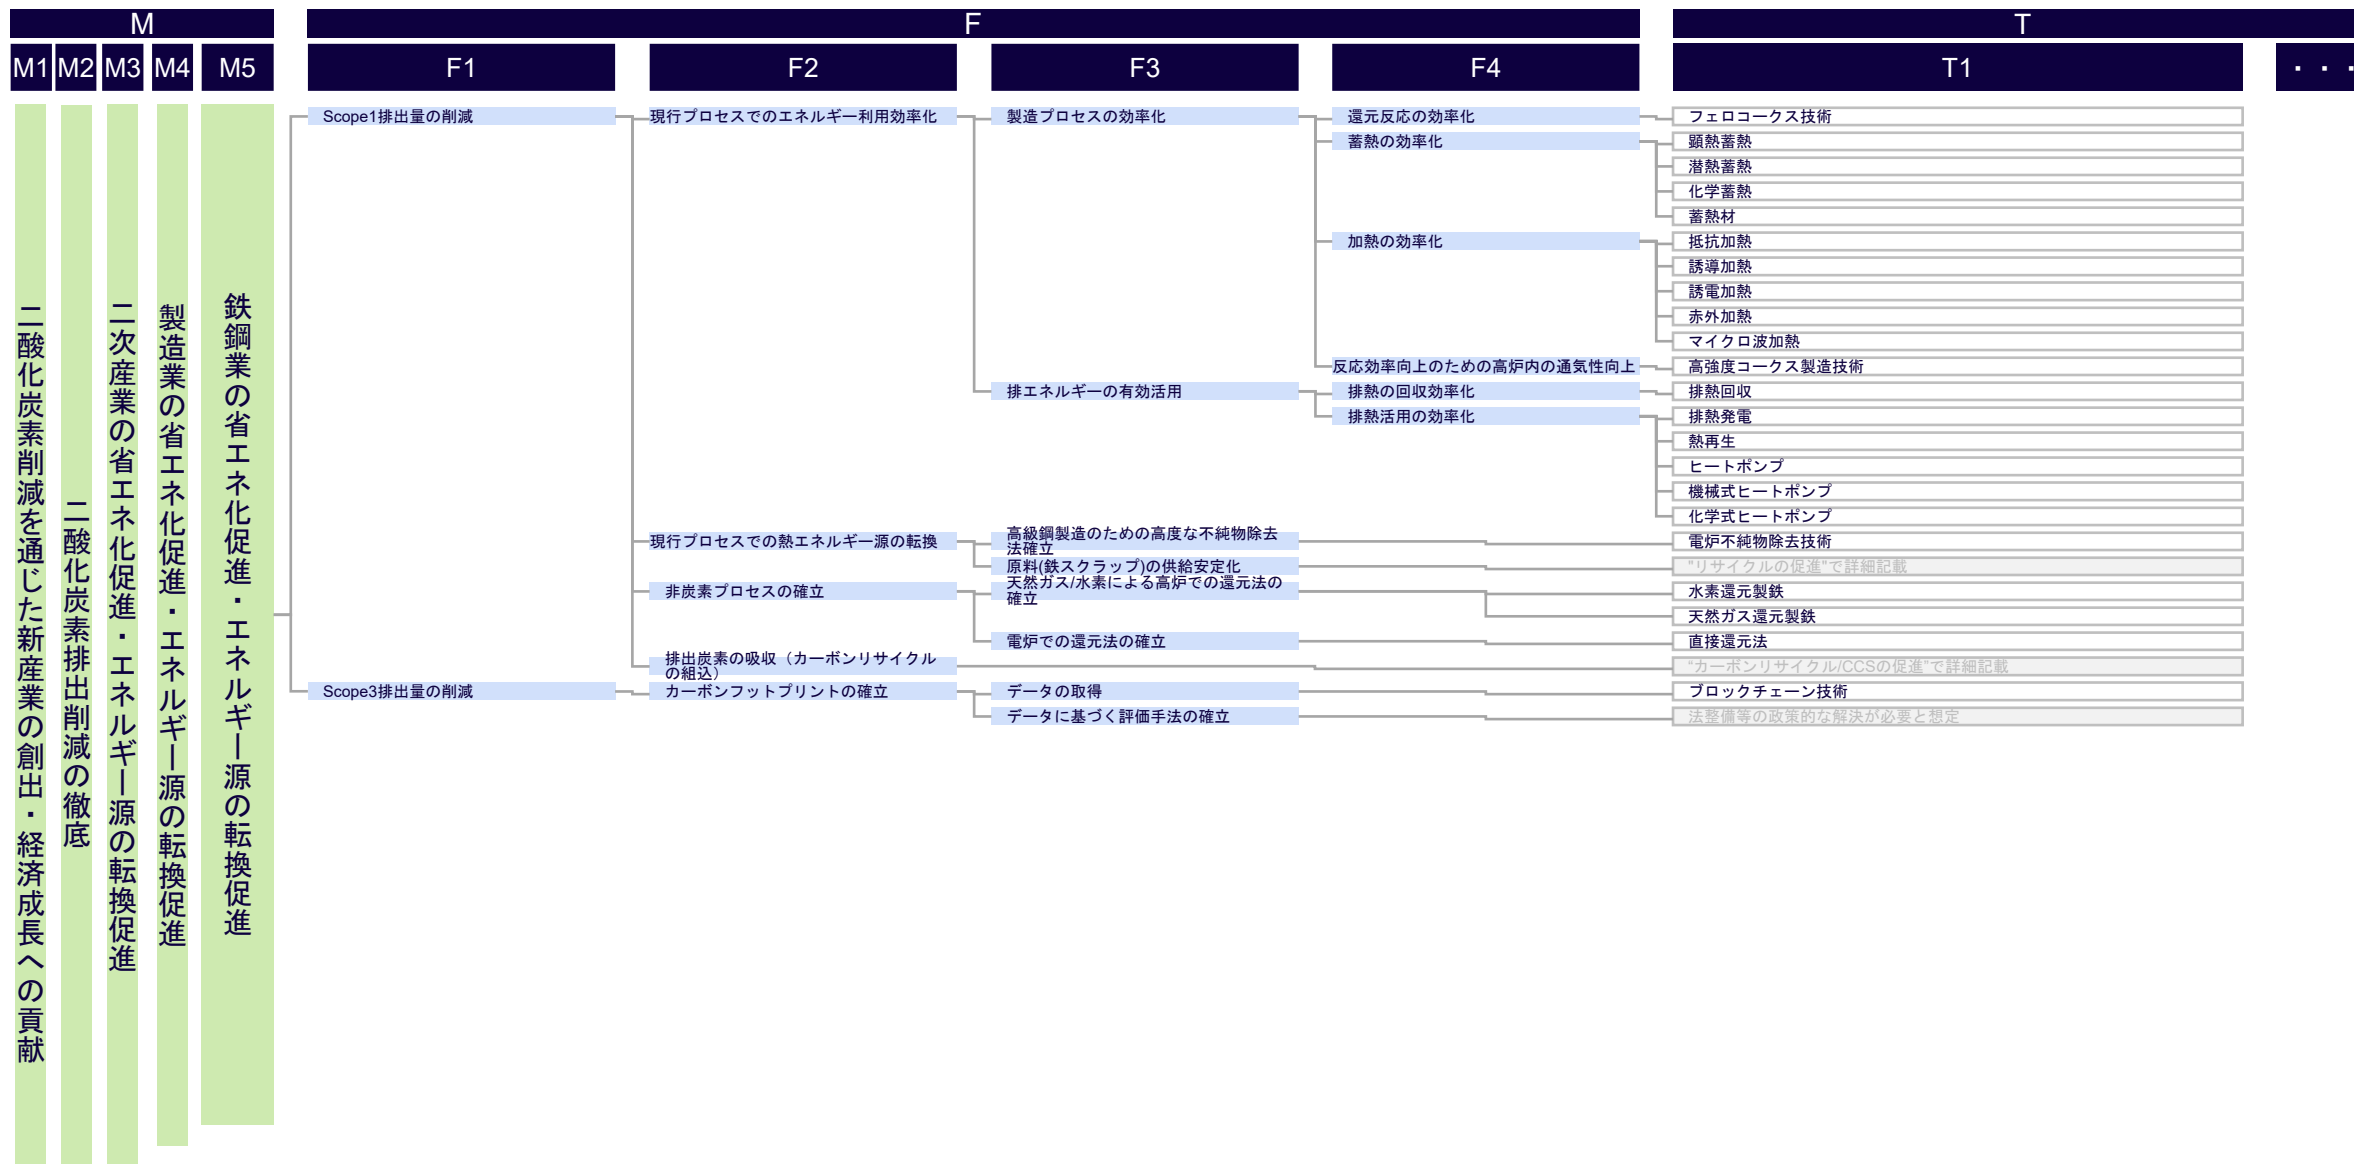 M
F
T
M1
M2
M3
M4
M5
F1
F2
F3
F4
T1
・・・
二酸化炭素削減を通じた新産業の創出・経済成長への貢献
二酸化炭素排出削減の徹底
二次産業の省エネ化促進・エネルギー源の転換促進
製造業の省エネ化促進・エネルギー源の転換促進
鉄鋼業の省エネ化促進・エネルギー源の転換促進
Scope1排出量の削減
現行プロセスでのエネルギー利用効率化
製造プロセスの効率化
還元反応の効率化
フェロコークス技術
蓄熱の効率化
顕熱蓄熱
潜熱蓄熱
化学蓄熱
蓄熱材
加熱の効率化
抵抗加熱
誘導加熱
誘電加熱
赤外加熱
マイクロ波加熱
反応効率向上のための高炉内の通気性向上
高強度コークス製造技術
排エネルギーの有効活用
排熱の回収効率化
排熱回収
排熱活用の効率化
排熱発電
熱再生
ヒートポンプ
機械式ヒートポンプ
化学式ヒートポンプ
現行プロセスでの熱エネルギー源の転換
高級鋼製造のための高度な不純物除去
法確立
電炉不純物除去技術
原料(鉄スクラップ)の供給安定化
“リサイクルの促進”で詳細記載
非炭素プロセスの確立
天然ガス/水素による高炉での還元法の
確立
水素還元製鉄
天然ガス還元製鉄
電炉での還元法の確立
直接還元法
排出炭素の吸収（カーボンリサイクル
の組込）
“カーボンリサイクル/CCSの促進”で詳細記載
Scope3排出量の削減
カーボンフットプリントの確立
データの取得
ブロックチェーン技術
データに基づく評価手法の確立
法整備等の政策的な解決が必要と想定